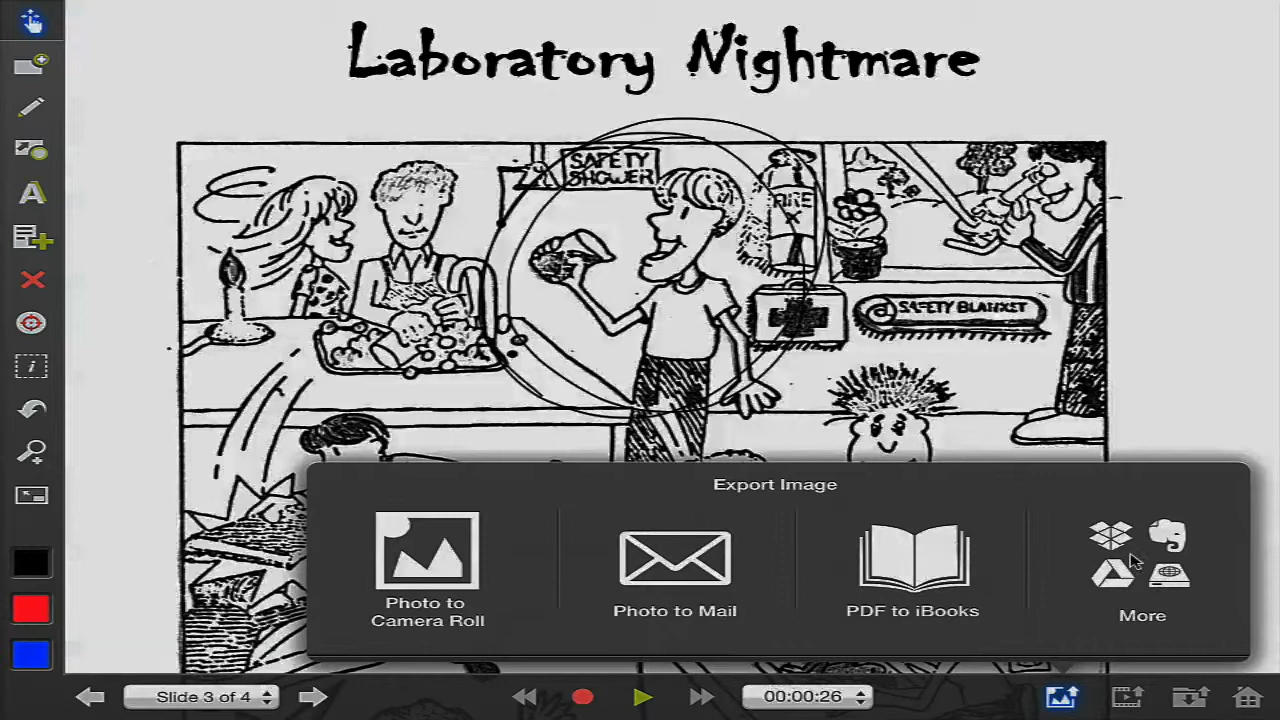 Laboratory Nightmare
SAFETY
SHOWER
FIRE
X
SAFETY BLANKET
A
i
Export Image
Photo to
Camera Roll
Photo to Mail
PDF to iBooks
More
Slide 3 of 4
00:00:26